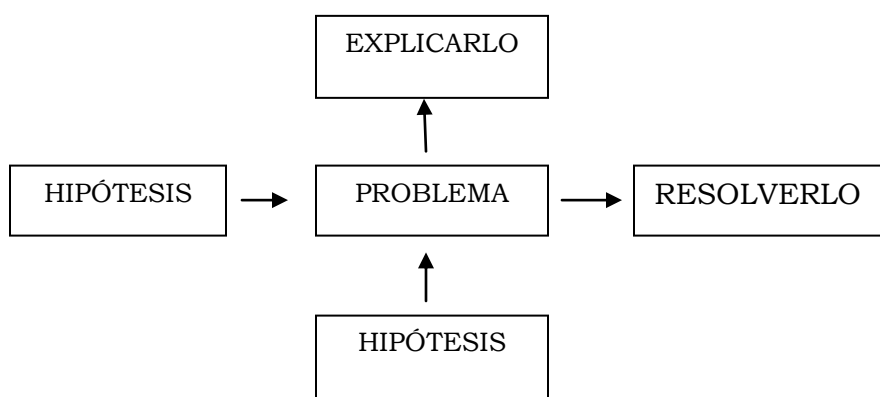 EXPLICARLO
HIPÓTESIS
PROBLEMA
RESOLVERLO
HIPÓTESIS